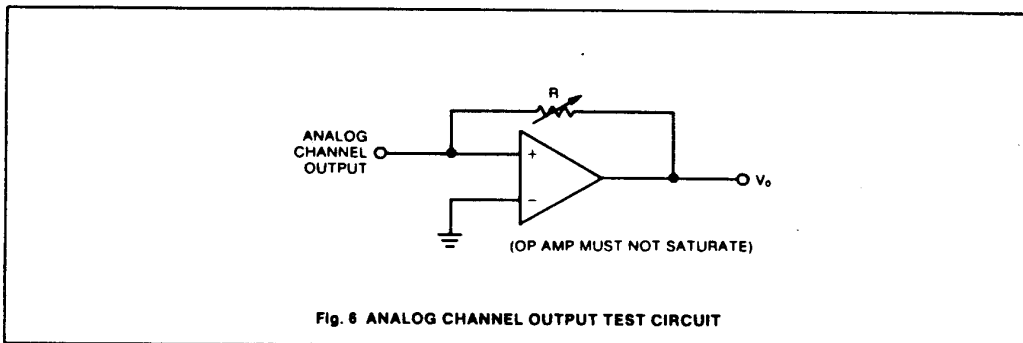 R
ANALOG
CHANNEL
OUTPUT
+
−
Vo
(OP AMP MUST NOT SATURATE)
Fig. 6 ANALOG CHANNEL OUTPUT TEST CIRCUIT